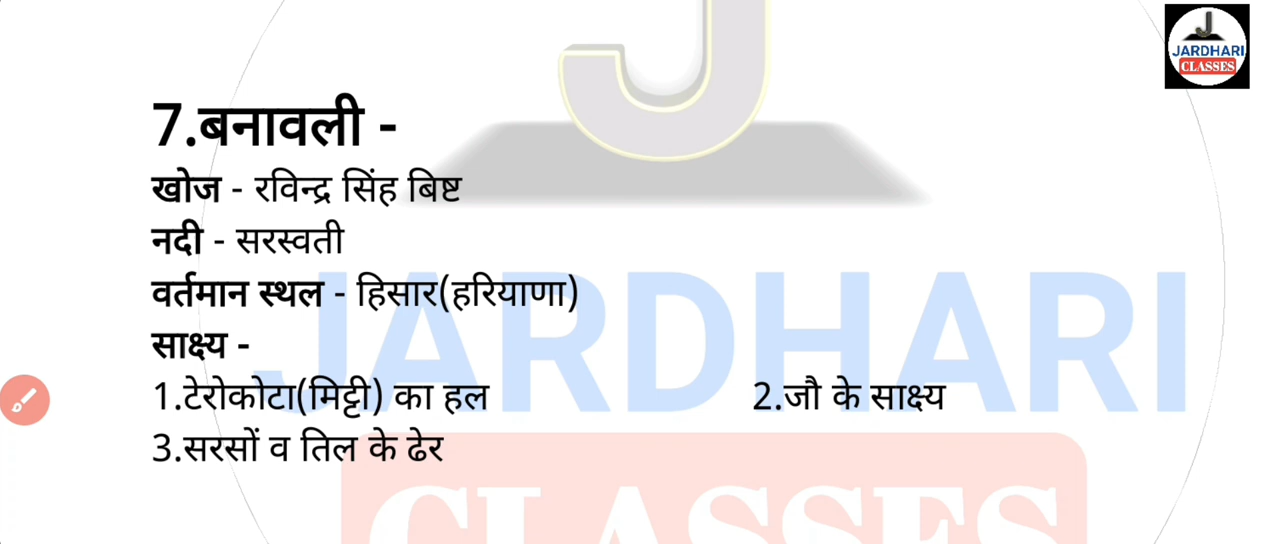 JARDHARI
CLASSES
7.बनावली -
खोज - रविन्द्र सिंह बिष्ट
नदी - सरस्वती
वर्तमान स्थल - हिसार(हरियाणा)
साक्ष्य -
1.टेरोकोटा(मिट्टी) का हल 2.जौ के साक्ष्य
3.सरसों व तिल के ढेर
JARDHARI
CLASSES